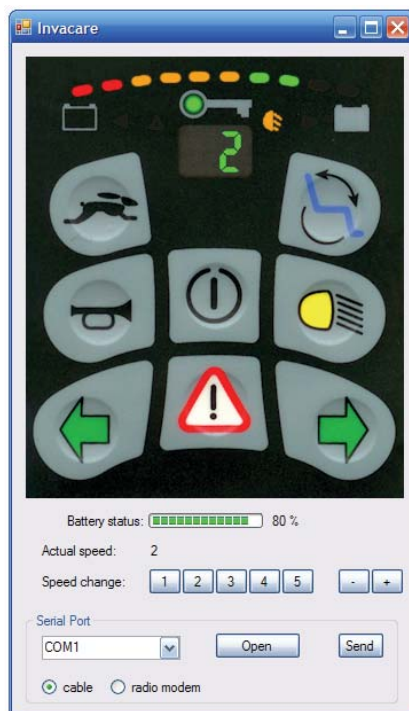 Invacare
2
Battery status: 80 %
Actual speed: 2
Speed change: 1 2 3 4 5 - +
Serial Port
COM1 Open Send
cable radio modem